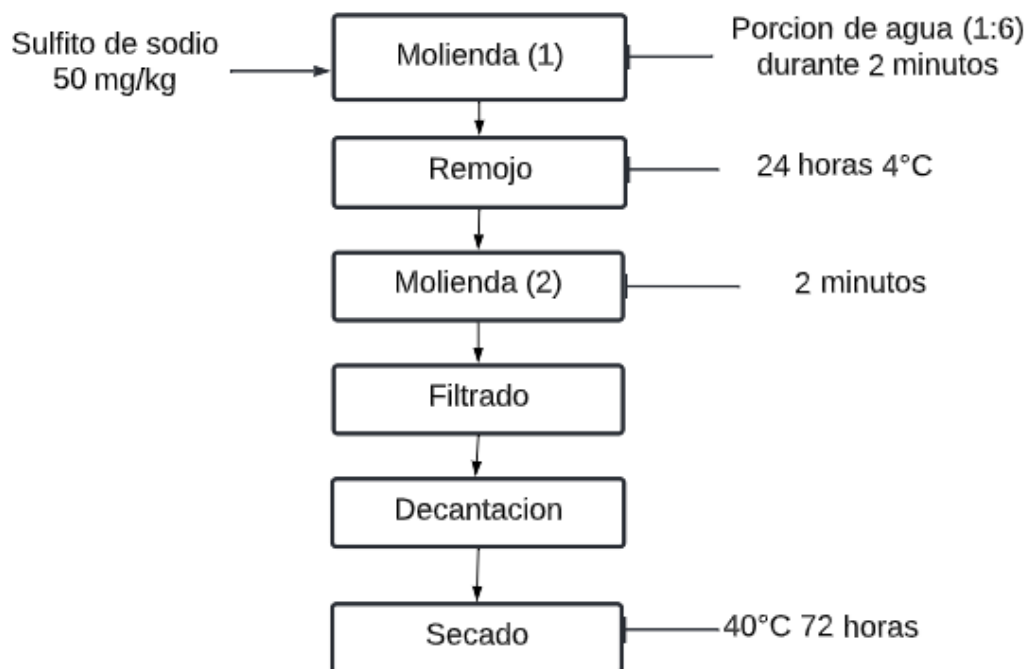 Sulfito de sodio
50 mg/kg
Molienda (1)
Porcion de agua (1:6)
durante 2 minutos
Remojo
24 horas 4°C
Molienda (2)
2 minutos
Filtrado
Decantacion
Secado
40°C 72 horas